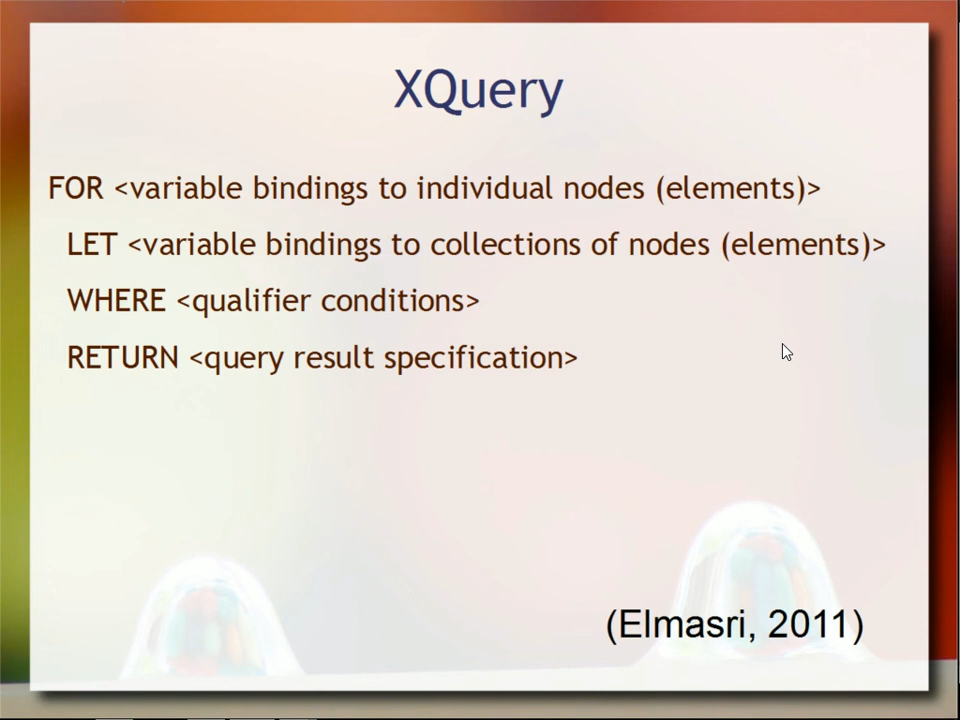 XQuery
FOR <variable bindings to individual nodes (elements)>
LET <variable bindings to collections of nodes (elements)>
WHERE <qualifier conditions>
RETURN <query result specification>
(Elmasri, 2011)